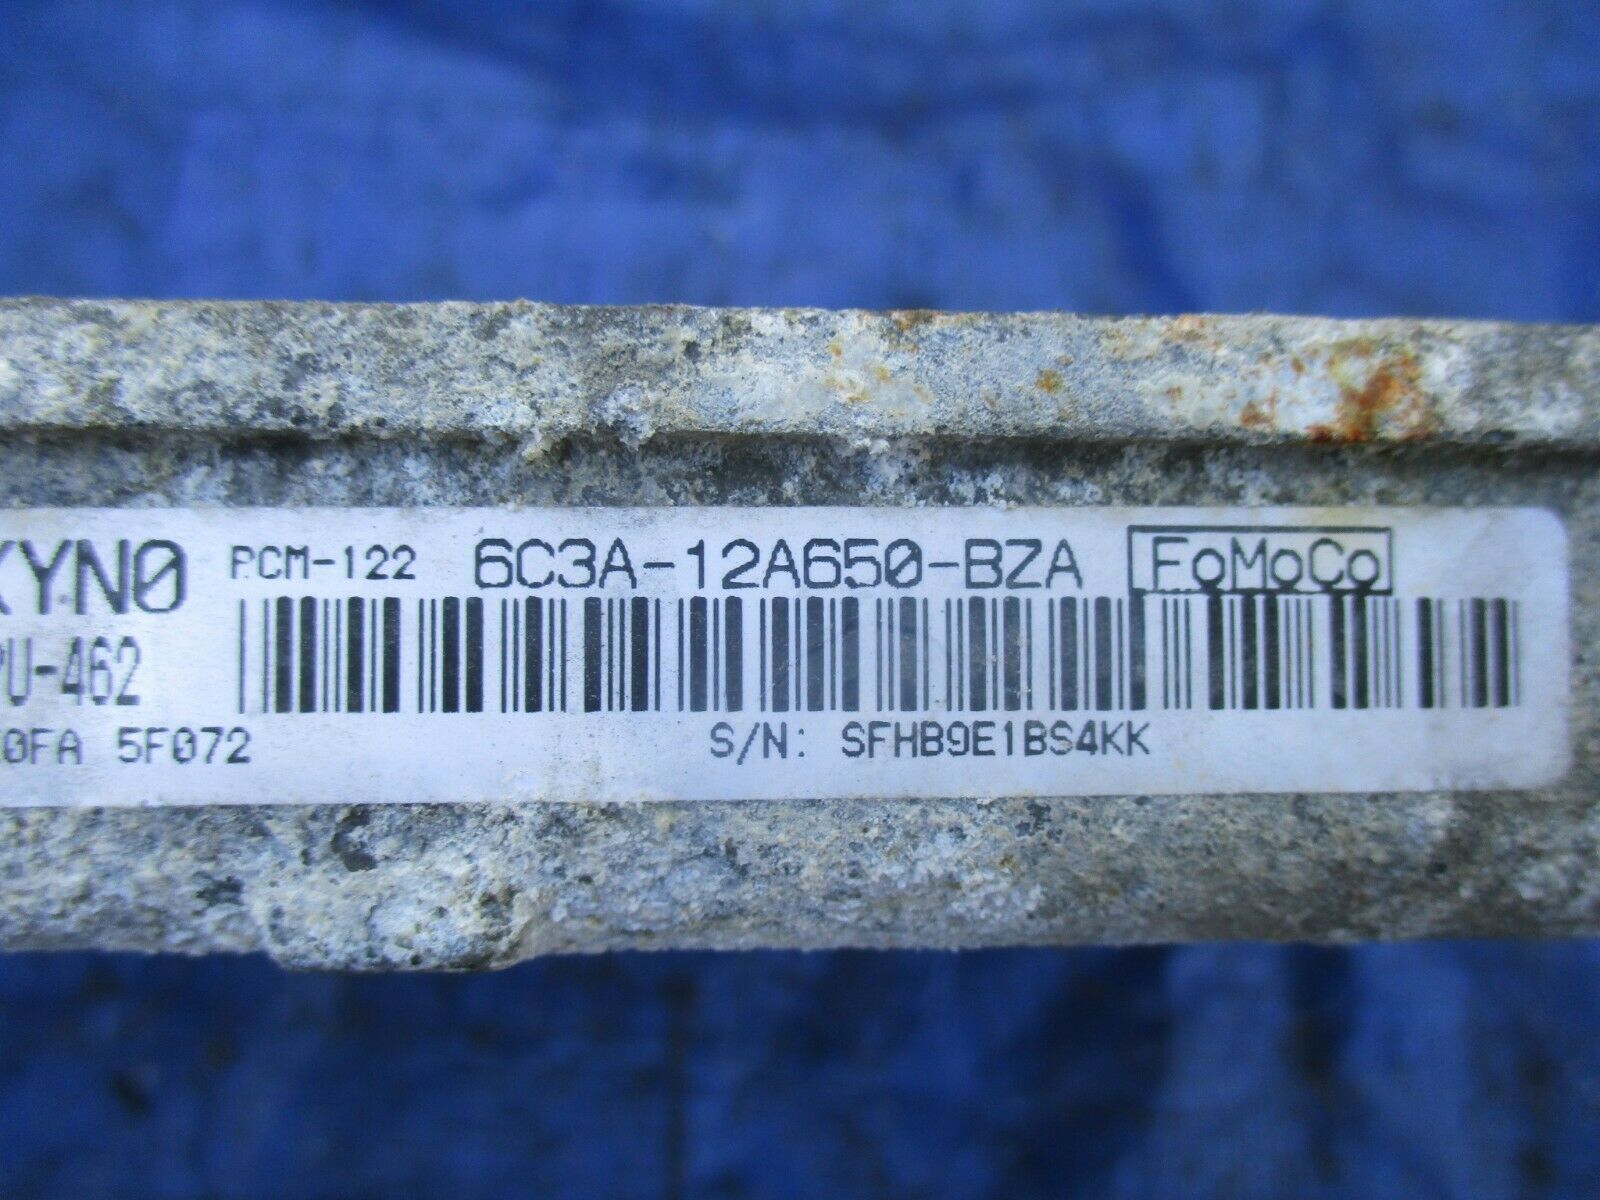 XYN0 PCM-122 6C3A-12A650-BZA FoMoCo
PU-462
0FA 5F072 S/N: SFHB9E1BS4KK